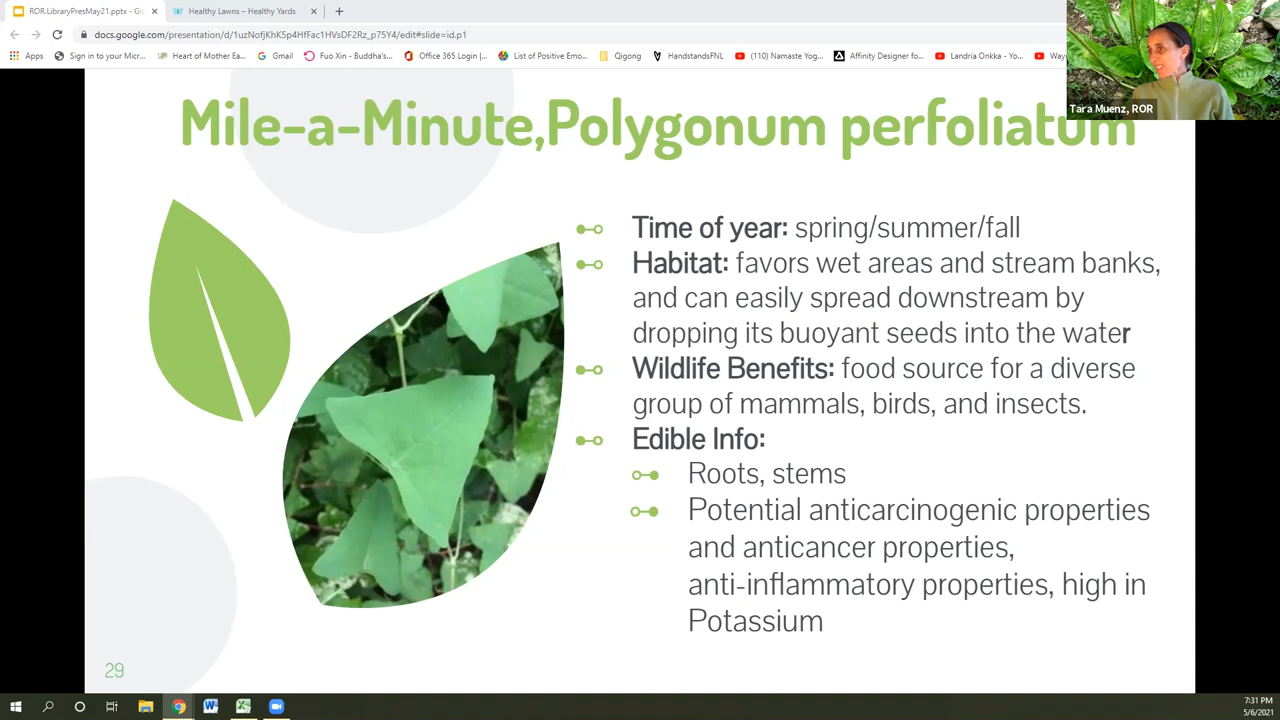 ROR.LibraryPresMay21.pptx - Go
Healthy Lawns – Healthy Yards
docs.google.com/presentation/d/1uzNofjKhK5p4HfFac1HVsDF2Rz_p75Y4/edit#slide=id.p1
Apps Sign in to your Micr... Heart of Mother Ea... Gmail Fuo Xin - Buddha's... Office 365 Login |... List of Positive Emo... Qigong HandstandsFNL (110) Namaste Yog... Affinity Designer fo... Landria Onkka - Yo... Way
Tara Muenz, ROR
Mile-a-Minute,Polygonum perfoliatum
Time of year: spring/summer/fall
Habitat: favors wet areas and stream banks,
and can easily spread downstream by
dropping its buoyant seeds into the water
Wildlife Benefits: food source for a diverse
group of mammals, birds, and insects.
Edible Info:
Roots, stems
Potential anticarcinogenic properties
and anticancer properties,
anti-inflammatory properties, high in
Potassium
29
7:31 PM
5/6/2021